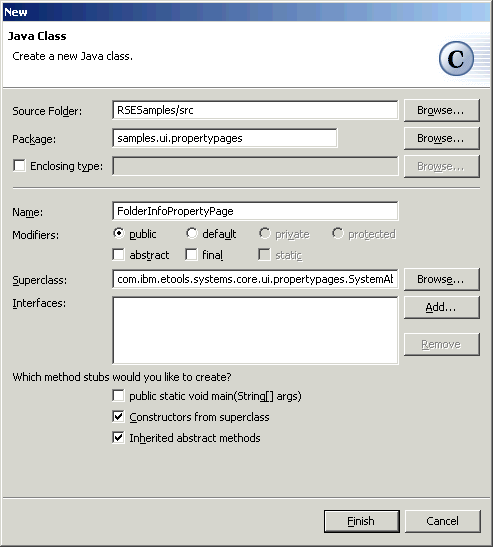 New
Java Class
Create a new Java class.
C
Source Folder: RSESamples/src Browse...
Package: samples.ui.propertypages Browse...
Enclosing type: Browse...
Name: FolderInfoPropertyPage
Modifiers: public default private protected
abstract final static
Superclass: com.ibm.etools.systems.core.ui.propertypages.SystemAl Browse...
Interfaces: Add...
Remove
Which method stubs would you like to create?
public static void main(String[] args)
Constructors from superclass
Inherited abstract methods
Finish Cancel